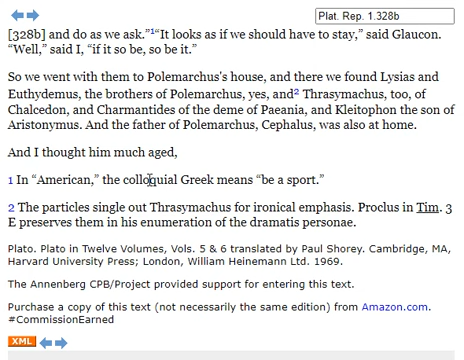 Plat. Rep. 1.328b
[328b] and do as we ask.”1“It looks as if we should have to stay,” said Glaucon.
“Well,” said I, “if it so be, so be it.”
So we went with them to Polemarchus's house, and there we found Lysias and
Euthydemus, the brothers of Polemarchus, yes, and2 Thrasymachus, too, of
Chalcedon, and Charmantides of the deme of Paeania, and Kleitophon the son of
Aristonymus. And the father of Polemarchus, Cephalus, was also at home.
And I thought him much aged,
1 In “American,” the colloquial Greek means “be a sport.”
2 The particles single out Thrasymachus for ironical emphasis. Proclus in Tim. 3
E preserves them in his enumeration of the dramatis personae.
Plato. Plato in Twelve Volumes, Vols. 5 & 6 translated by Paul Shorey. Cambridge, MA,
Harvard University Press; London, William Heinemann Ltd. 1969.
The Annenberg CPB/Project provided support for entering this text.
Purchase a copy of this text (not necessarily the same edition) from Amazon.com.
#CommissionEarned
XML